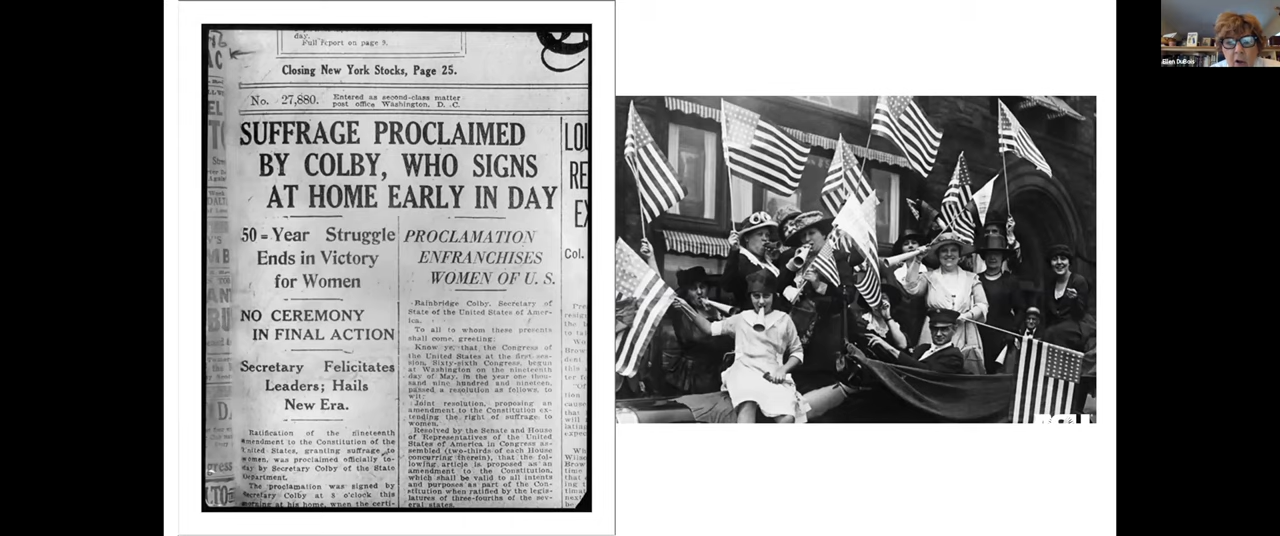 day.
Full report on page 9.
Closing New York Stocks, Page 25.
No. 27,880.
Entered as second-class matter
post office Washington, D. C.
SUFFRAGE PROCLAIMED
BY COLBY, WHO SIGNS
AT HOME EARLY IN DAY
50-Year Struggle
Ends in Victory
for Women
NO CEREMONY
IN FINAL ACTION
Secretary Felicitates
Leaders; Hails
New Era.
Ratification of the nineteenth
amendment to the Constitution of the
United States, granting suffrage to
women, was proclaimed officially to-
day by Secretary Colby of the State
Department.
The proclamation was signed by
Secretary Colby at 8 o'clock this
morning at his home, when the certi-
PROCLAMATION
ENFRANCHISES
WOMEN OF U. S.
Bainbridge Colby, Secretary of
State of the United States of Amer-
ica.
To all to whom these presents
shall come, greeting:
Know ye, that the Congress of
the United States at the first ses-
sion, Sixty-sixth Congress, begun
at Washington on the nineteenth
day of May, in the year one thou-
sand nine hundred and nineteen,
passed a resolution as follows, to
wit:
Joint resolution, proposing an
amendment to the Constitution ex-
tending the right of suffrage to
women.
Resolved by the Senate and House
of Representatives of the United
States of America in Congress as-
sembled (two-thirds of each House
concurring therein), that the fol-
lowing article is proposed as an
amendment to the Constitution,
which shall be valid to all intents
and purposes as part of the Con-
stitution when ratified by the legis-
latures of three-fourths of the sev-
eral states.
LOU
RE
EX
Col.
Ellen DuBois